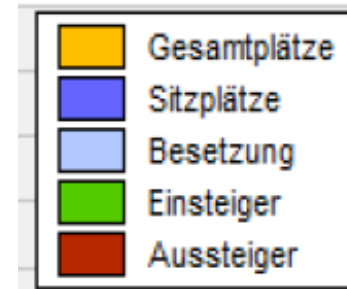 Gesamtplätze
Sitzplätze
Besetzung
Einsteiger
Aussteiger